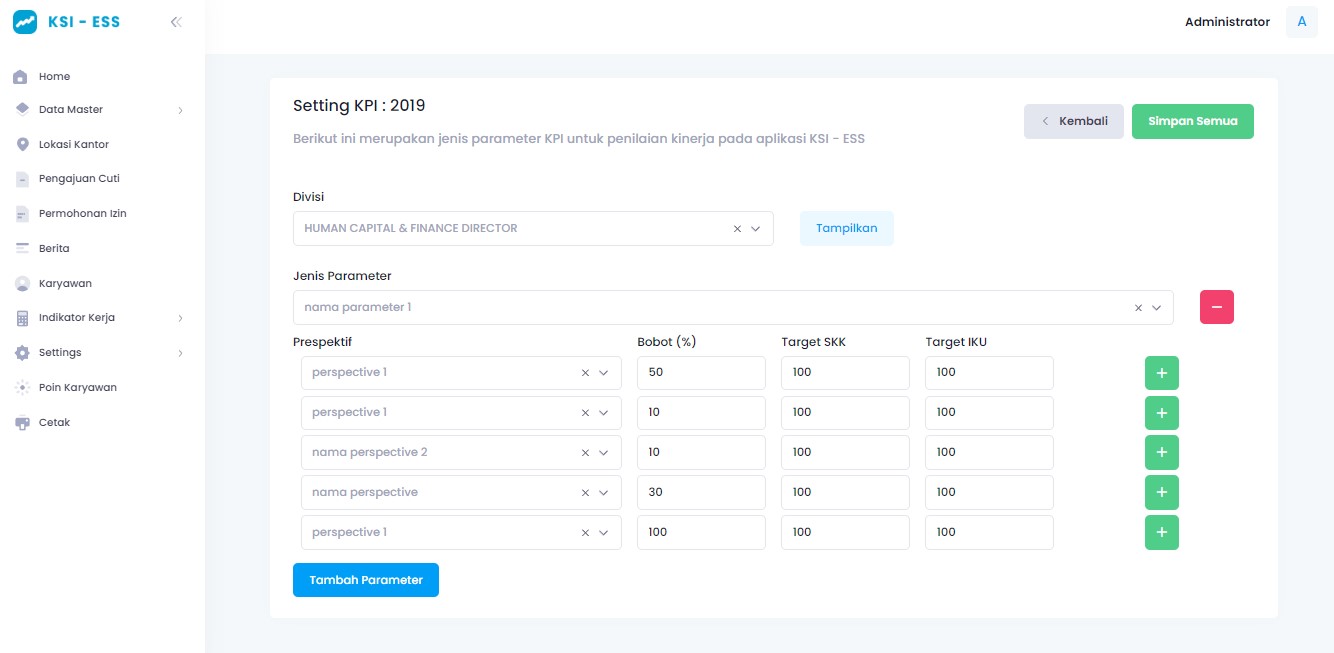 KSI - ESS
Administrator
A
Home
Data Master
Lokasi Kantor
Pengajuan Cuti
Permohonan Izin
Berita
Karyawan
Indikator Kerja
Settings
Poin Karyawan
Cetak
Setting KPI : 2019
Berikut ini merupakan jenis parameter KPI untuk penilaian kinerja pada aplikasi KSI - ESS
Kembali
Simpan Semua
Divisi
HUMAN CAPITAL & FINANCE DIRECTOR
Tampilkan
Jenis Parameter
nama parameter 1
Prespektif Bobot (%) Target SKK Target IKU
perspective 1 50 100 100
perspective 1 10 100 100
nama perspective 2 10 100 100
nama perspective 30 100 100
perspective 1 100 100 100
Tambah Parameter